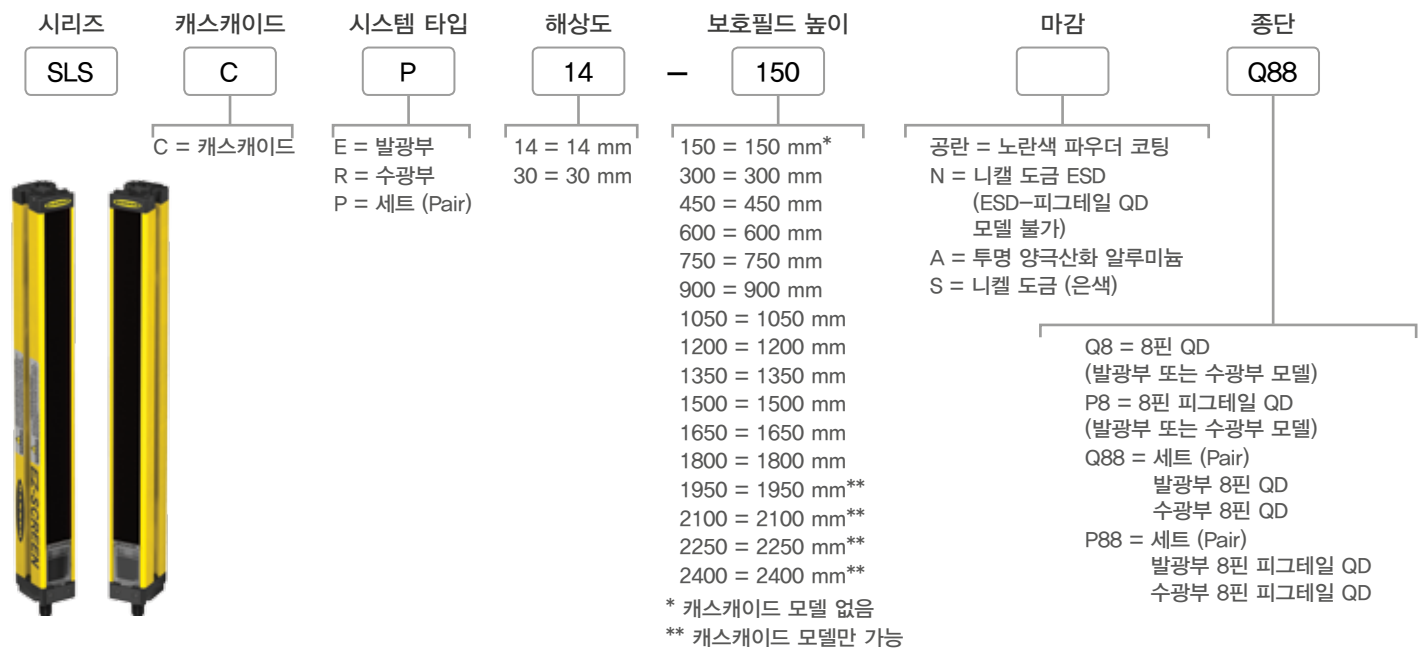 시리즈 캐스캐이드 시스템 타입 해상도 보호필드 높이 마감 종단
SLS C P 14 – 150 Q88
C = 캐스캐이드
E = 발광부
R = 수광부
P = 세트 (Pair)
14 = 14 mm
30 = 30 mm
150 = 150 mm*
300 = 300 mm
450 = 450 mm
600 = 600 mm
750 = 750 mm
900 = 900 mm
1050 = 1050 mm
1200 = 1200 mm
1350 = 1350 mm
1500 = 1500 mm
1650 = 1650 mm
1800 = 1800 mm
1950 = 1950 mm**
2100 = 2100 mm**
2250 = 2250 mm**
2400 = 2400 mm**
* 캐스캐이드 모델 없음
** 캐스캐이드 모델만 가능
공란 = 노란색 파우더 코팅
N = 니캘 도금 ESD
(ESD-피그테일 QD
모델 불가)
A = 투명 양극산화 알루미늄
S = 니켈 도금 (은색)
Q8 = 8핀 QD
(발광부 또는 수광부 모델)
P8 = 8핀 피그테일 QD
(발광부 또는 수광부 모델)
Q88 = 세트 (Pair)
발광부 8핀 QD
수광부 8핀 QD
P88 = 세트 (Pair)
발광부 8핀 피그테일 QD
수광부 8핀 피그테일 QD
EZ-SCREEN